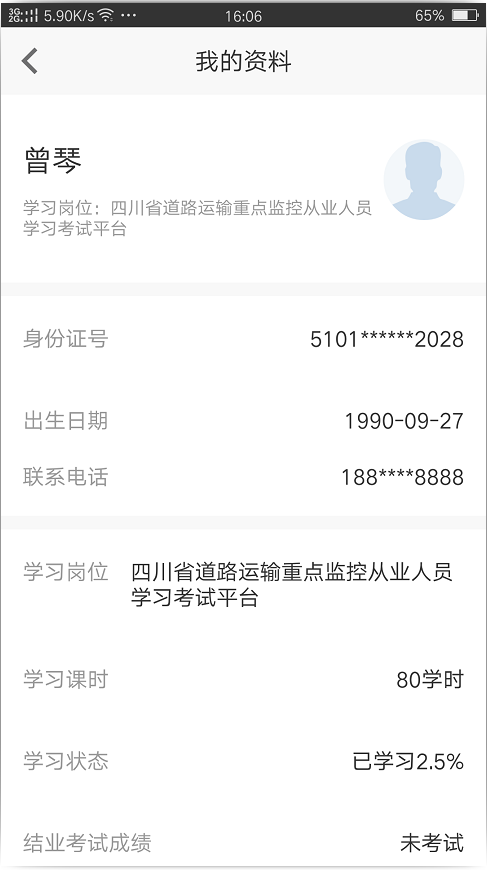 3G 2G 5.90K/s ··· 16:06 65%
我的资料
曾琴
学习岗位：四川省道路运输重点监控从业人员
学习考试平台
身份证号 5101******2028
出生日期 1990-09-27
联系电话 188****8888
学习岗位 四川省道路运输重点监控从业人员
学习考试平台
学习课时 80学时
学习状态 已学习2.5%
结业考试成绩 未考试